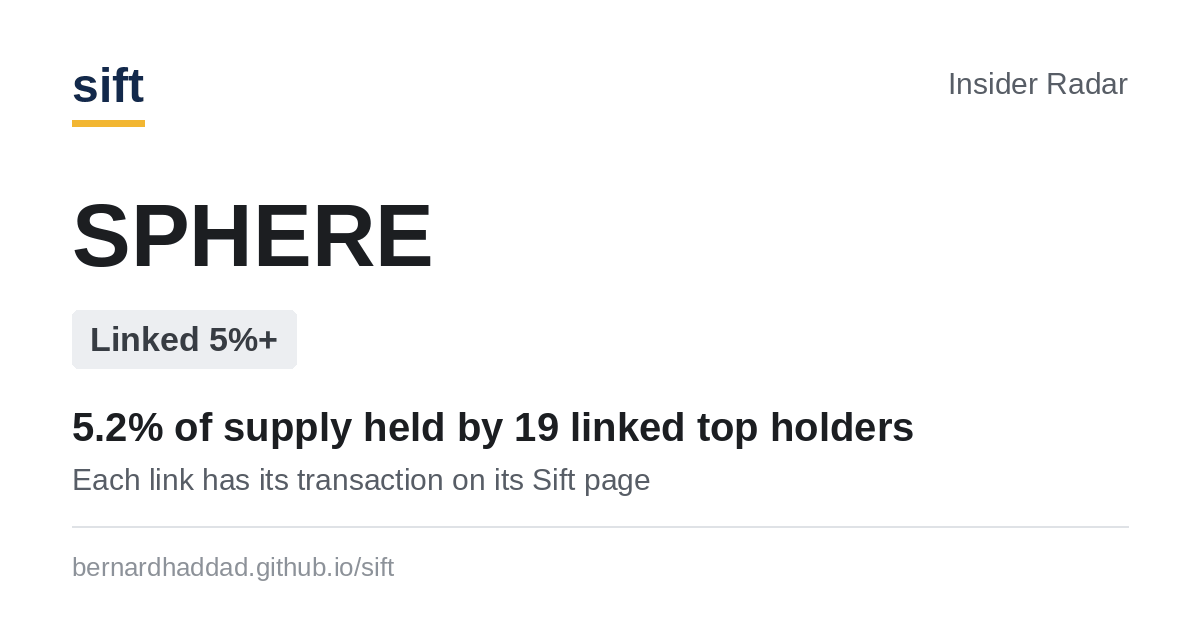 sift
Insider Radar
SPHERE
Linked 5%+
5.2% of supply held by 19 linked top holders
Each link has its transaction on its Sift page
bernardhaddad.github.io/sift